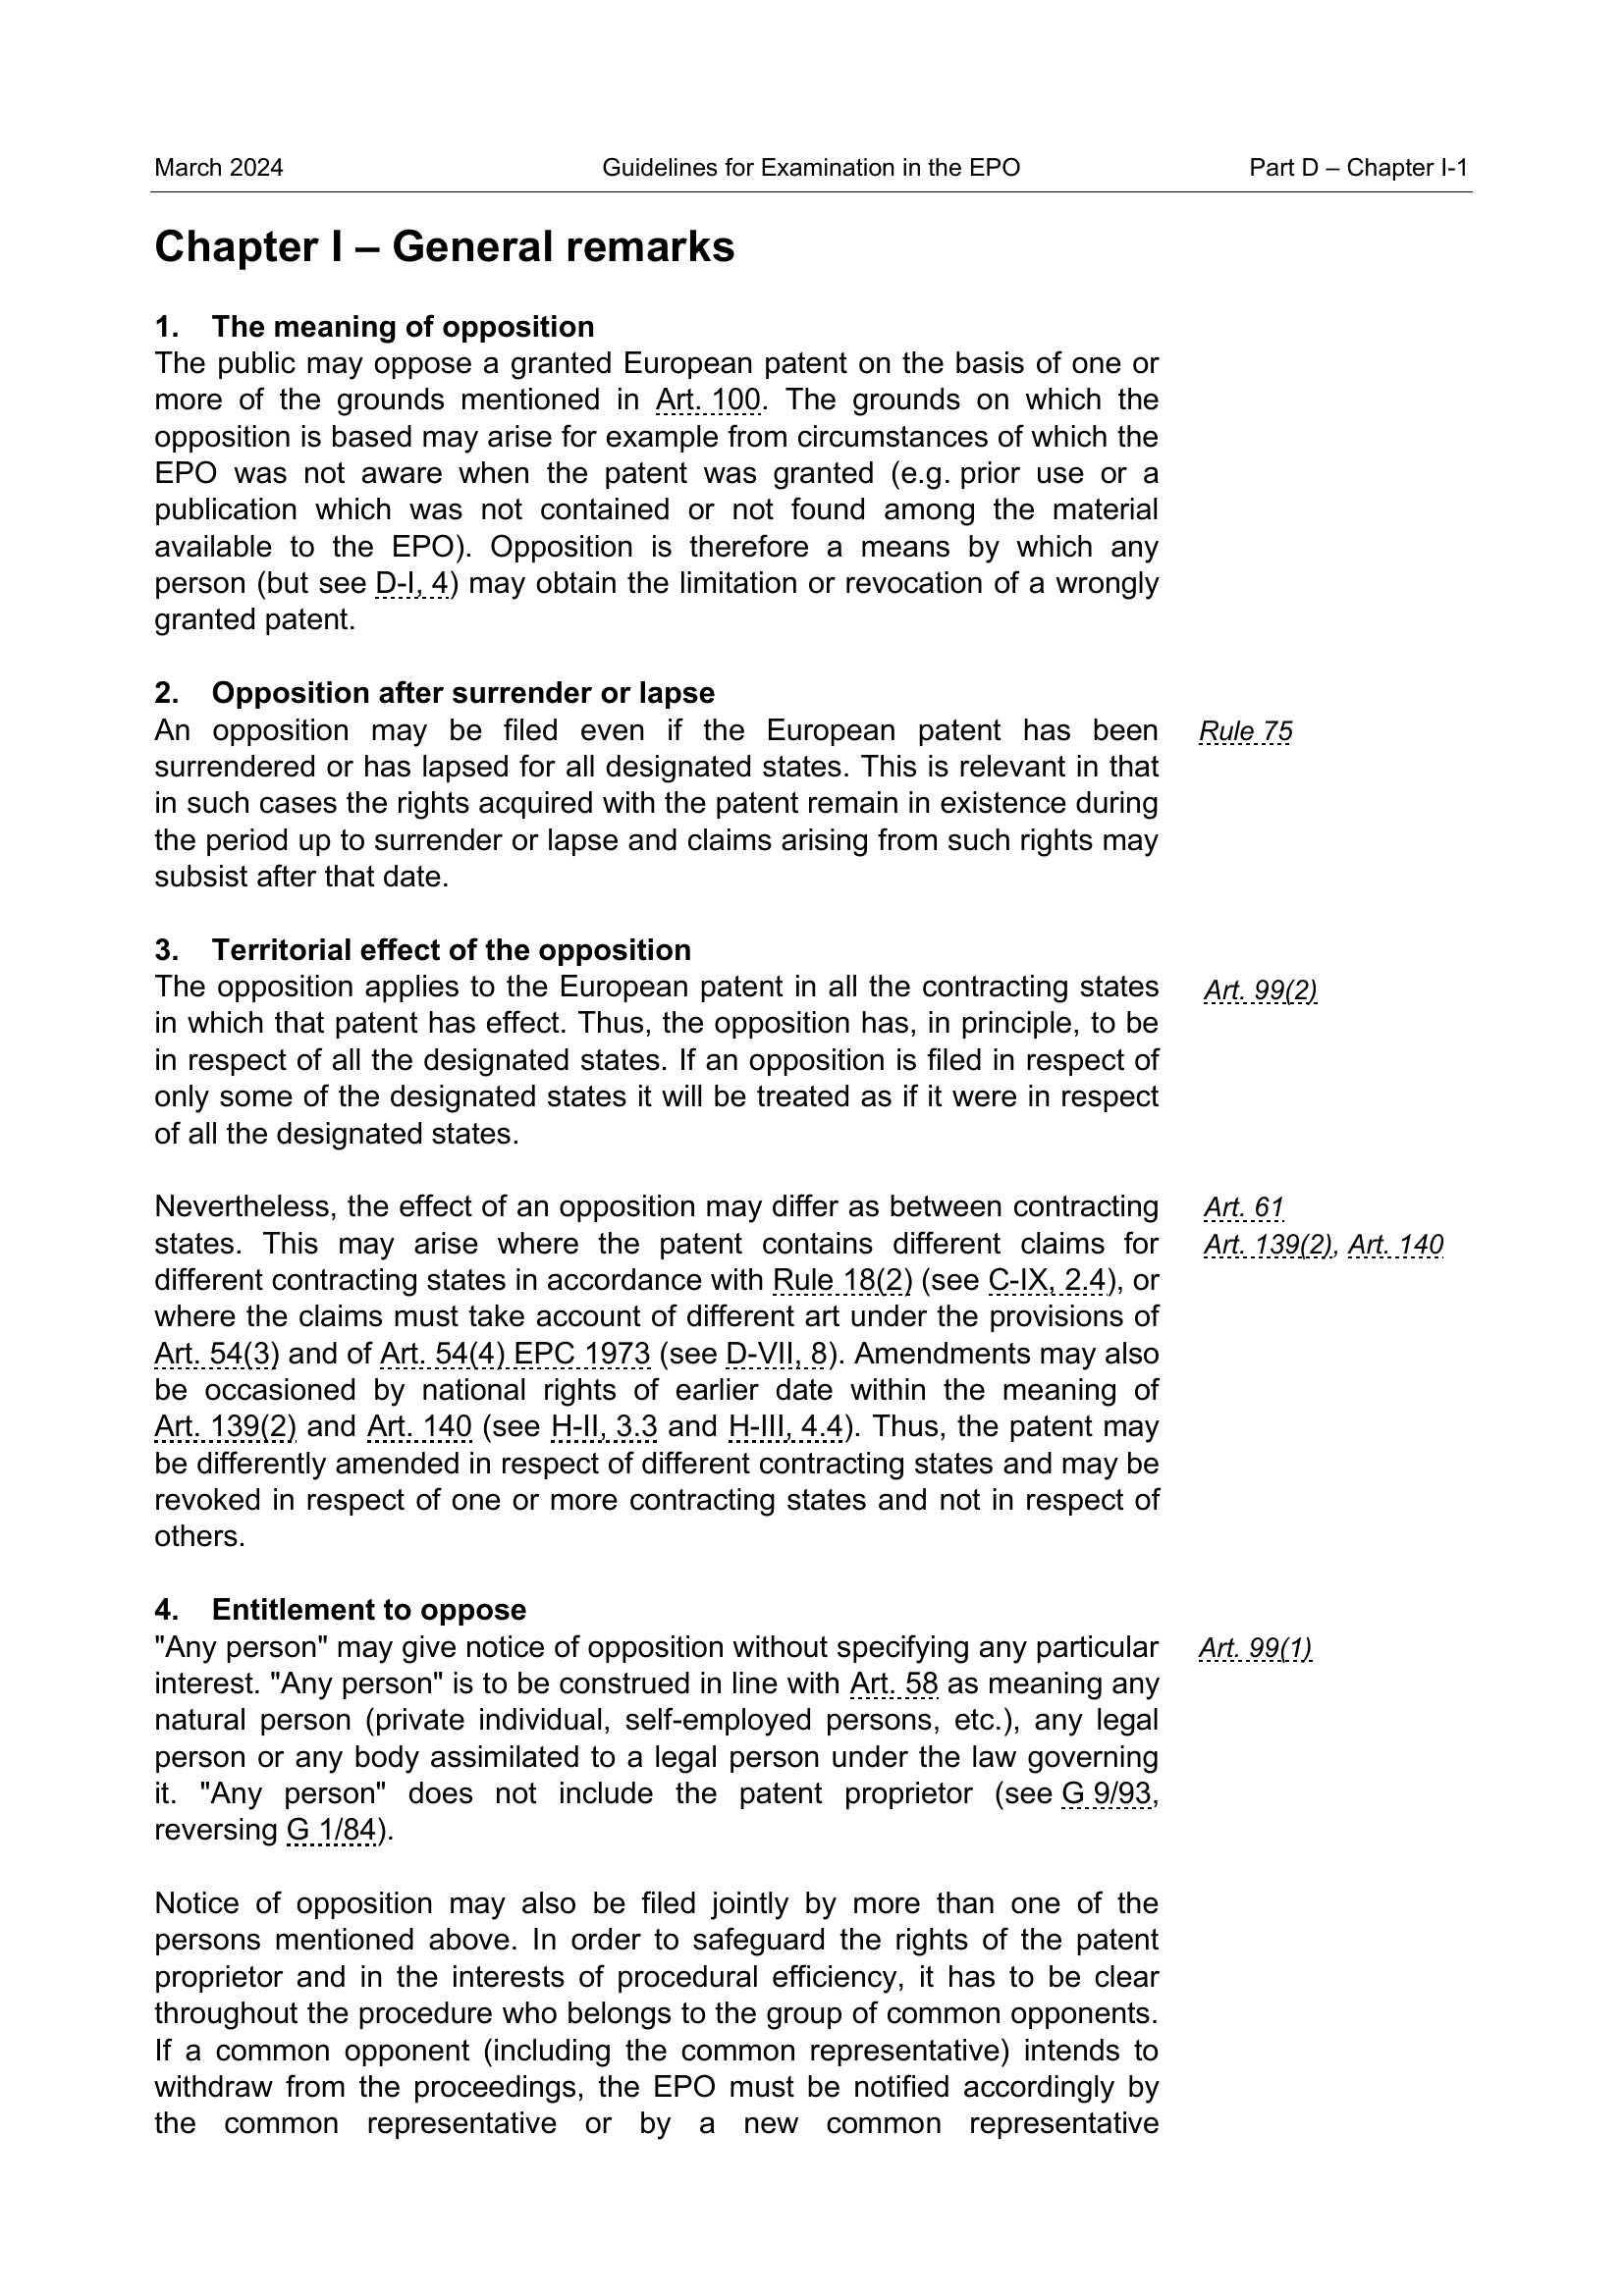 March 2024 Guidelines for Examination in the EPO Part D – Chapter I-1
Chapter I – General remarks
1. The meaning of opposition
The public may oppose a granted European patent on the basis of one or
more of the grounds mentioned in Art. 100. The grounds on which the
opposition is based may arise for example from circumstances of which the
EPO was not aware when the patent was granted (e.g. prior use or a
publication which was not contained or not found among the material
available to the EPO). Opposition is therefore a means by which any
person (but see D-I, 4) may obtain the limitation or revocation of a wrongly
granted patent.
2. Opposition after surrender or lapse
An opposition may be filed even if the European patent has been
Rule 75
surrendered or has lapsed for all designated states. This is relevant in that
in such cases the rights acquired with the patent remain in existence during
the period up to surrender or lapse and claims arising from such rights may
subsist after that date.
3. Territorial effect of the opposition
The opposition applies to the European patent in all the contracting states
Art. 99(2)
in which that patent has effect. Thus, the opposition has, in principle, to be
in respect of all the designated states. If an opposition is filed in respect of
only some of the designated states it will be treated as if it were in respect
of all the designated states.
Nevertheless, the effect of an opposition may differ as between contracting
Art. 61
states. This may arise where the patent contains different claims for
Art. 139(2), Art. 140
different contracting states in accordance with Rule 18(2) (see C-IX, 2.4), or
where the claims must take account of different art under the provisions of
Art. 54(3) and of Art. 54(4) EPC 1973 (see D-VII, 8). Amendments may also
be occasioned by national rights of earlier date within the meaning of
Art. 139(2) and Art. 140 (see H-II, 3.3 and H-III, 4.4). Thus, the patent may
be differently amended in respect of different contracting states and may be
revoked in respect of one or more contracting states and not in respect of
others.
4. Entitlement to oppose
"Any person" may give notice of opposition without specifying any particular
Art. 99(1)
interest. "Any person" is to be construed in line with Art. 58 as meaning any
natural person (private individual, self-employed persons, etc.), any legal
person or any body assimilated to a legal person under the law governing
it. "Any person" does not include the patent proprietor (see G 9/93,
reversing G 1/84).
Notice of opposition may also be filed jointly by more than one of the
persons mentioned above. In order to safeguard the rights of the patent
proprietor and in the interests of procedural efficiency, it has to be clear
throughout the procedure who belongs to the group of common opponents.
If a common opponent (including the common representative) intends to
withdraw from the proceedings, the EPO must be notified accordingly by
the common representative or by a new common representative